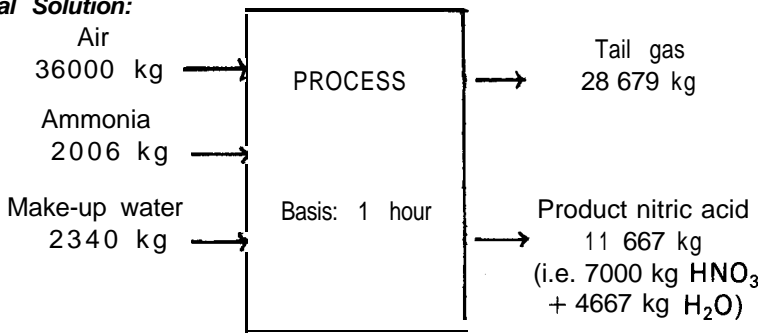 al Solution:
Air
36000 kg
Ammonia
2006 kg
Make-up water
2340 kg
PROCESS
Basis: 1 hour
Tail gas
28 679 kg
Product nitric acid
11 667 kg
(i.e. 7000 kg HNO₃
+ 4667 kg H₂O)